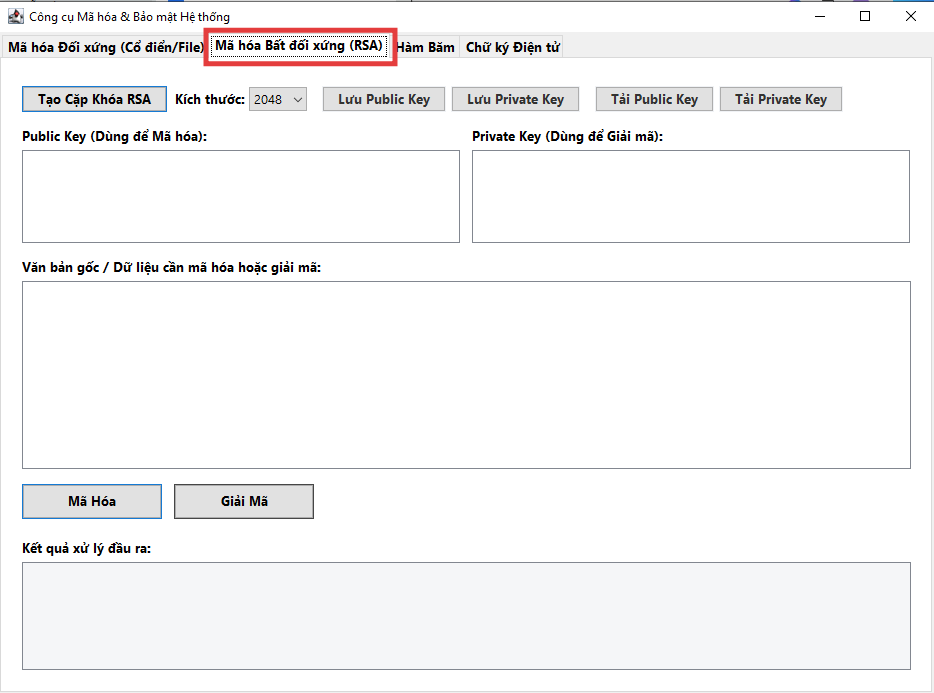 Công cụ Mã hóa & Bảo mật Hệ thống
Mã hóa Đối xứng (Cổ điển/File) Mã hóa Bất đối xứng (RSA) Hàm Băm Chữ ký Điện tử
Tạo Cặp Khóa RSA Kích thước: 2048 Lưu Public Key Lưu Private Key Tải Public Key Tải Private Key
Public Key (Dùng để Mã hóa): Private Key (Dùng để Giải mã):
Văn bản gốc / Dữ liệu cần mã hóa hoặc giải mã:
Mã Hóa Giải Mã
Kết quả xử lý đầu ra: